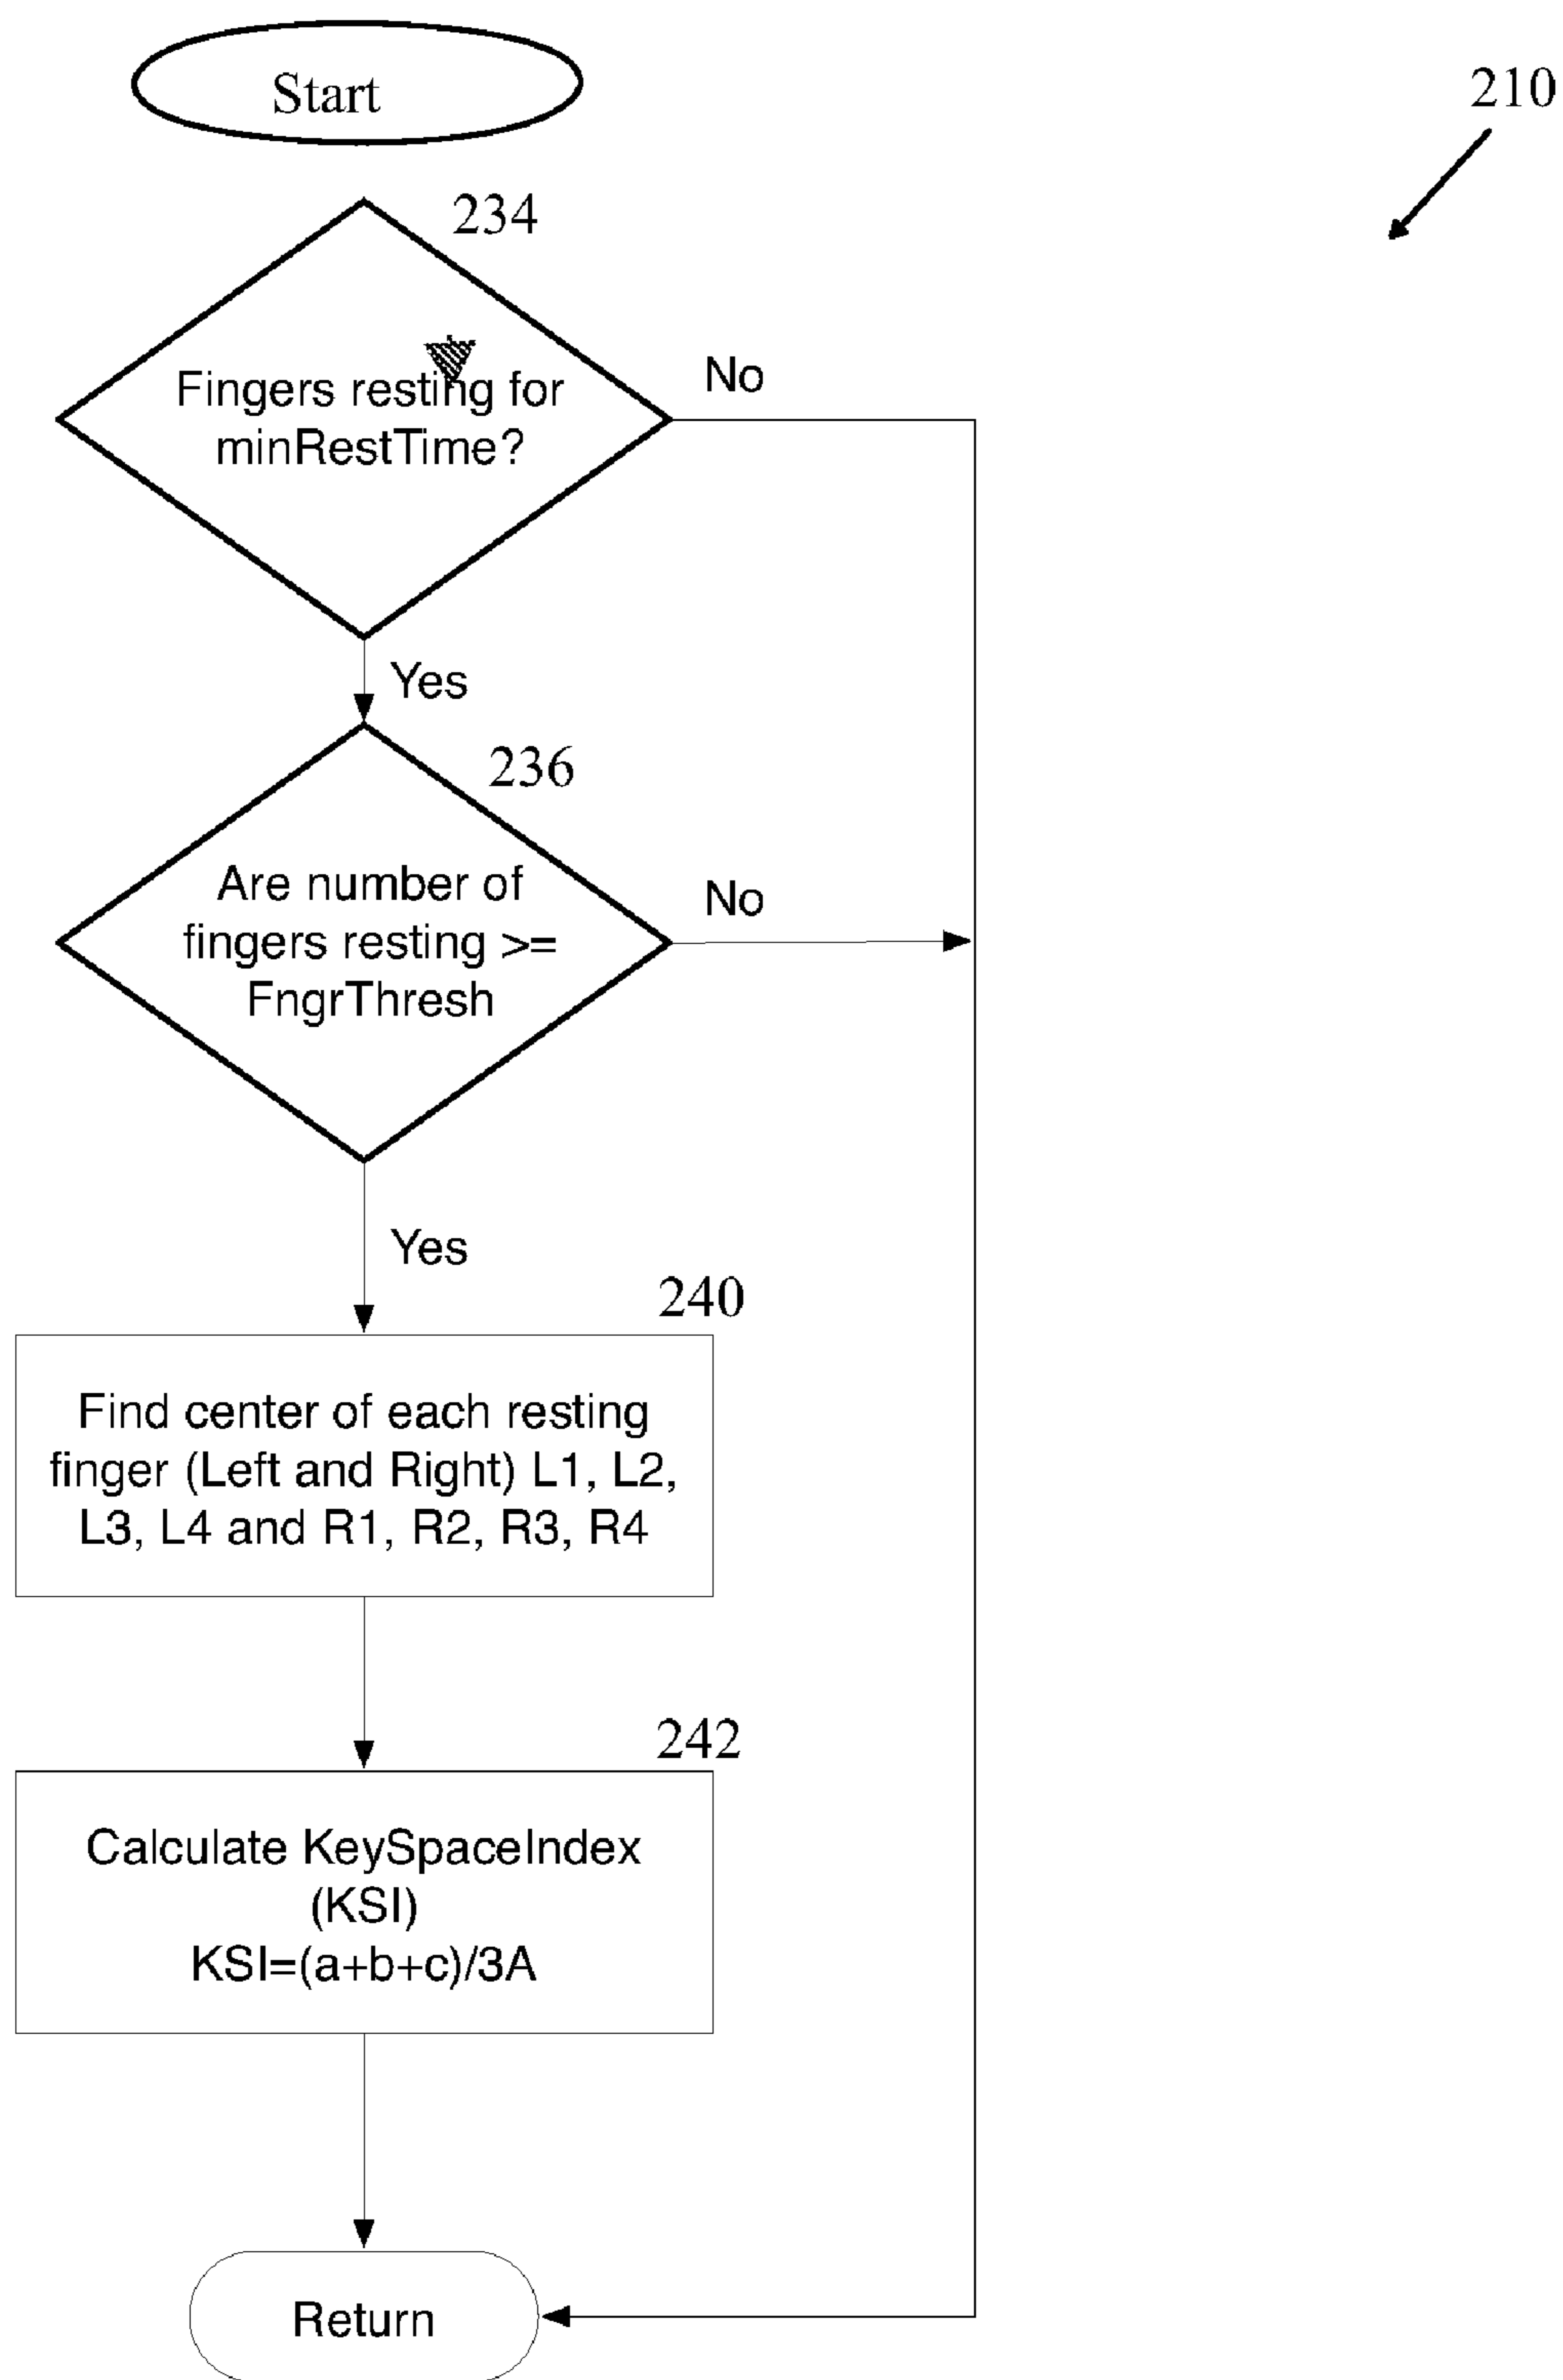 Start
210
234
Fingers resting for
minRestTime?
No
Yes
236
Are number of
fingers resting >=
FngrThresh
No
Yes
240
Find center of each resting
finger (Left and Right) L1, L2,
L3, L4 and R1, R2, R3, R4
242
Calculate KeySpaceIndex
(KSI)
KSI=(a+b+c)/3A
Return